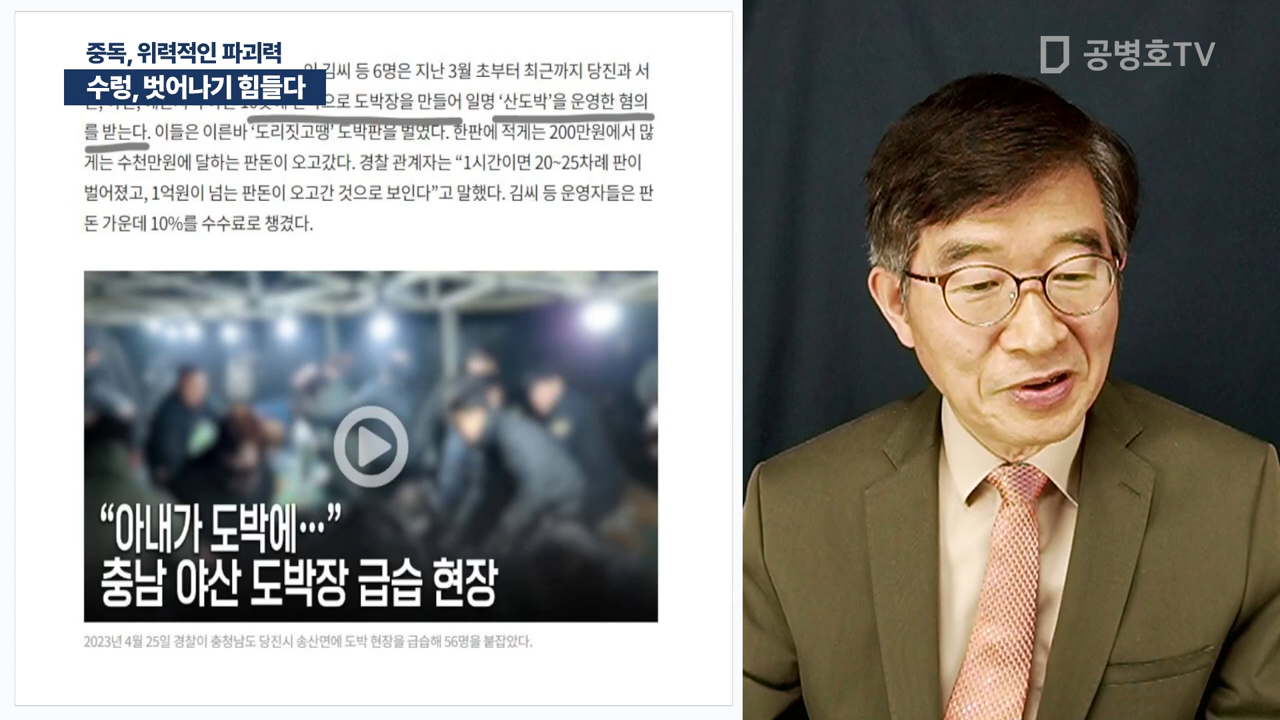 중독, 위력적인 파괴력
수렁, 벗어나기 힘들다
공병호TV
김씨 등 6명은 지난 3월 초부터 최근까지 당진과 서
도박장을 만들어 일명 ‘산도박’을 운영한 혐의
를 받는다. 이들은 이른바 ‘도리짓고땡’ 도박판을 벌였다. 한판에 적게는 200만원에서 많
게는 수천만원에 달하는 판돈이 오고갔다. 경찰 관계자는 “1시간이면 20~25차례 판이
벌어졌고, 1억원이 넘는 판돈이 오고간 것으로 보인다”고 말했다. 김씨 등 운영자들은 판
돈 가운데 10%를 수수료로 챙겼다.
“아내가 도박에…”
충남 야산 도박장 급습 현장
2023년 4월 25일 경찰이 충청남도 당진시 송산면에 도박 현장을 급습해 56명을 붙잡았다.